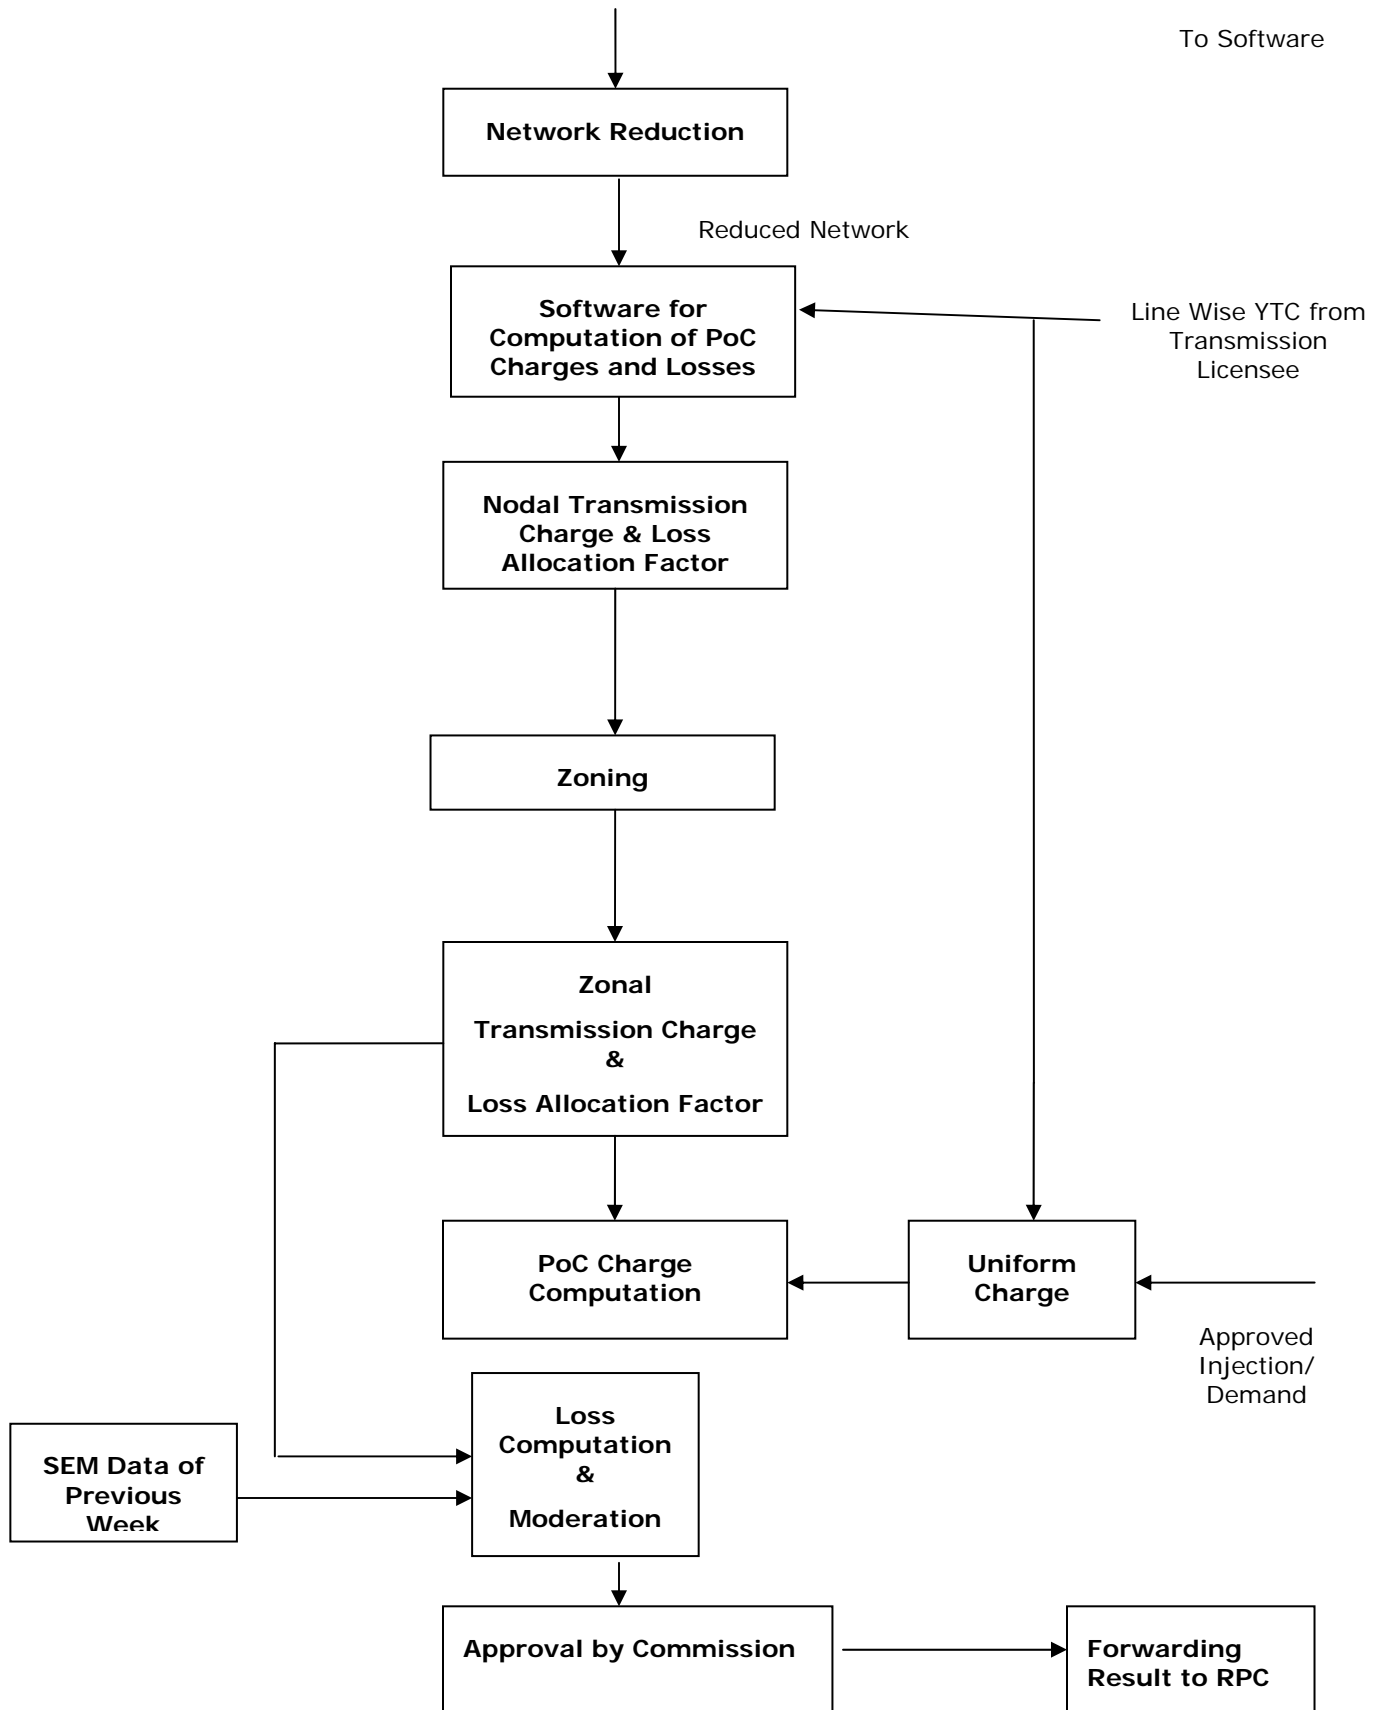 To Software
Network Reduction
Reduced Network
Software for
Computation of PoC
Charges and Losses
Line Wise YTC from
Transmission
Licensee
Nodal Transmission
Charge & Loss
Allocation Factor
Zoning
Zonal
Transmission Charge
&
Loss Allocation Factor
PoC Charge
Computation
Uniform
Charge
Approved
Injection/
Demand
Loss
Computation
&
Moderation
SEM Data of
Previous
Week
Approval by Commission
Forwarding
Result to RPC